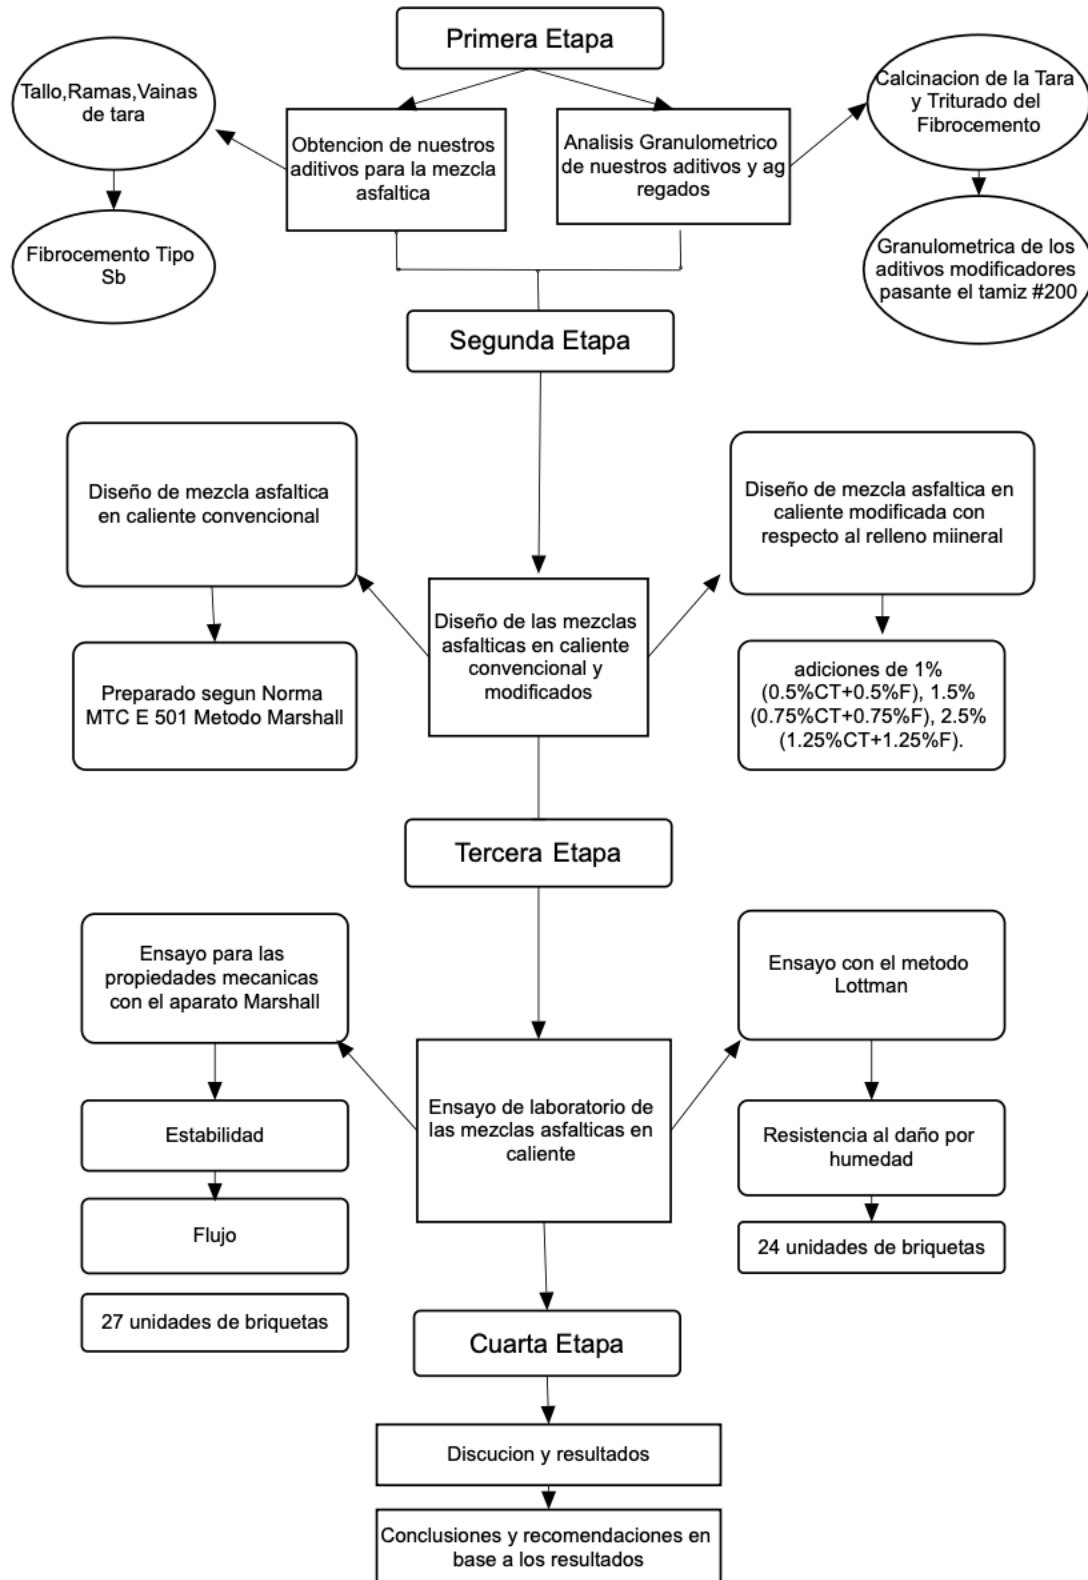 Primera Etapa
Tallo,Ramas,Vainas
de tara
Obtencion de nuestros
aditivos para la mezcla
asfaltica
Analisis Granulometrico
de nuestros aditivos y ag
regados
Calcinacion de la Tara
y Triturado del
Fibrocemento
Fibrocemento Tipo
Sb
Granulometrica de los
aditivos modificadores
pasante el tamiz #200
Segunda Etapa
Diseño de mezcla asfaltica
en caliente convencional
Diseño de mezcla asfaltica en
caliente modificada con
respecto al relleno miineral
Diseño de las mezclas
asfalticas en caliente
convencional y
modificados
Preparado segun Norma
MTC E 501 Metodo Marshall
adiciones de 1%
(0.5%CT+0.5%F), 1.5%
(0.75%CT+0.75%F), 2.5%
(1.25%CT+1.25%F).
Tercera Etapa
Ensayo para las
propiedades mecanicas
con el aparato Marshall
Ensayo con el metodo
Lottman
Ensayo de laboratorio de
las mezclas asfalticas en
caliente
Estabilidad
Resistencia al daño por
humedad
Flujo
24 unidades de briquetas
27 unidades de briquetas
Cuarta Etapa
Discucion y resultados
Conclusiones y recomendaciones en
base a los resultados